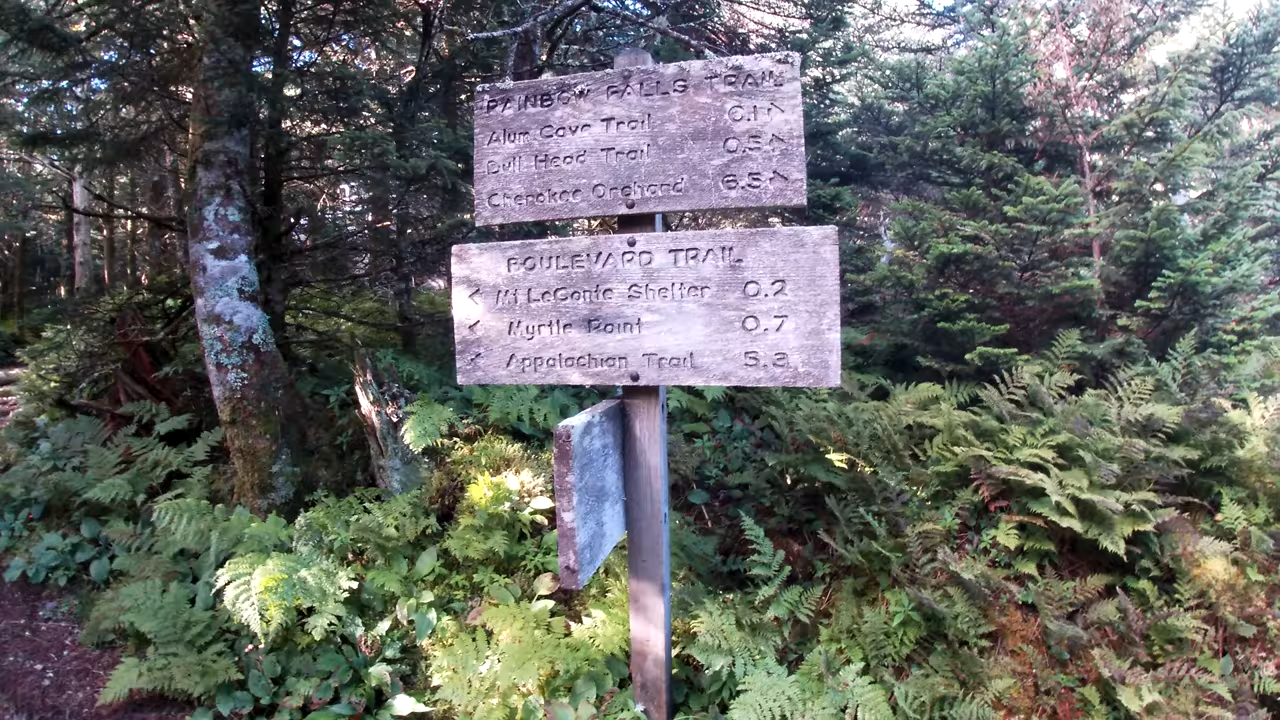 RAINBOW FALLS TRAIL
Alum Cave Trail 0.1 >
Bull Head Trail 0.5 >
Cherokee Orchard 6.5 >
BOULEVARD TRAIL
< Mt LeConte Shelter 0.2
< Myrtle Point 0.7
< Appalachian Trail 5.3